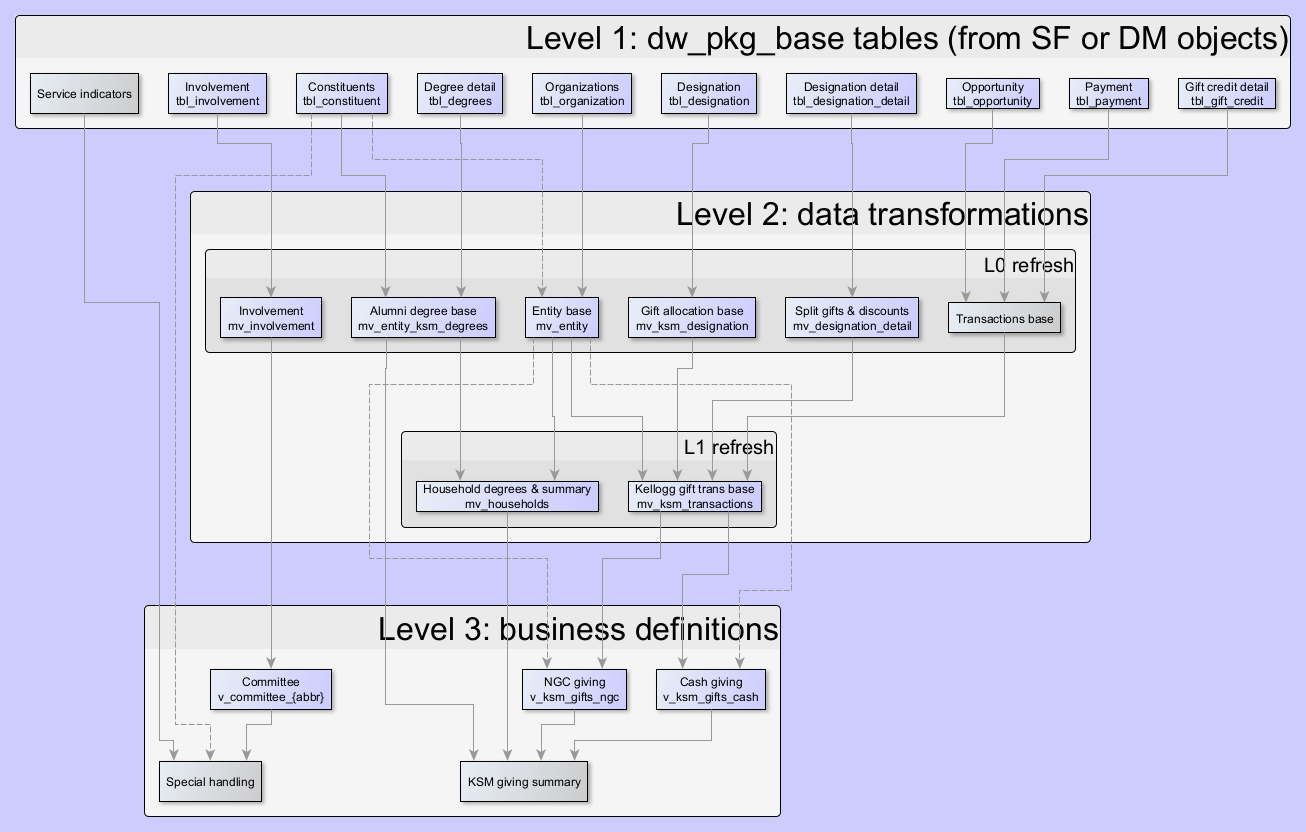 Level 1: dw_pkg_base tables (from SF or DM objects)
Service indicators
Involvement
tbl_involvement
Constituents
tbl_constituent
Degree detail
tbl_degrees
Organizations
tbl_organization
Designation
tbl_designation
Designation detail
tbl_designation_detail
Opportunity
tbl_opportunity
Payment
tbl_payment
Gift credit detail
tbl_gift_credit
Level 2: data transformations
L0 refresh
Involvement
mv_involvement
Alumni degree base
mv_entity_ksm_degrees
Entity base
mv_entity
Gift allocation base
mv_ksm_designation
Split gifts & discounts
mv_designation_detail
Transactions base
L1 refresh
Household degrees & summary
mv_households
Kellogg gift trans base
mv_ksm_transactions
Level 3: business definitions
Committee
v_committee_{abbr}
NGC giving
v_ksm_gifts_ngc
Cash giving
v_ksm_gifts_cash
Special handling
KSM giving summary